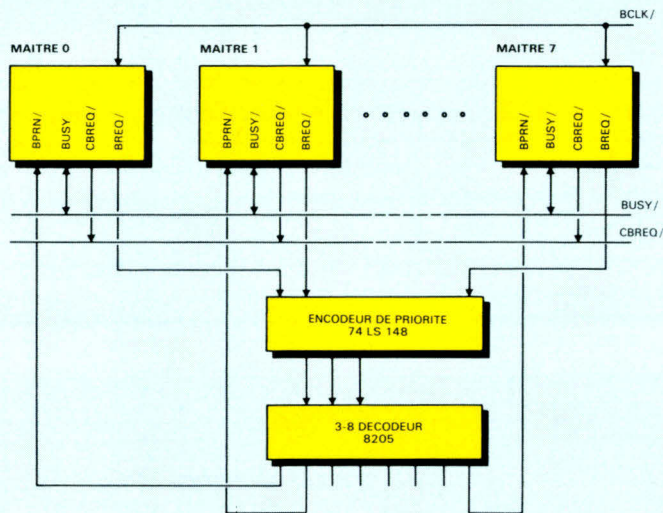 BCLK/
MAITRE 0
MAITRE 1
MAITRE 7
BPRN/
BUSY
CBREQ/
BREQ/
BPRN/
BUSY/
CBREQ/
BREQ/
BPRN/
BUSY/
CBREQ/
BREQ/
BUSY/
CBREQ/
ENCODEUR DE PRIORITE
74 LS 148
3-8 DECODEUR
8205